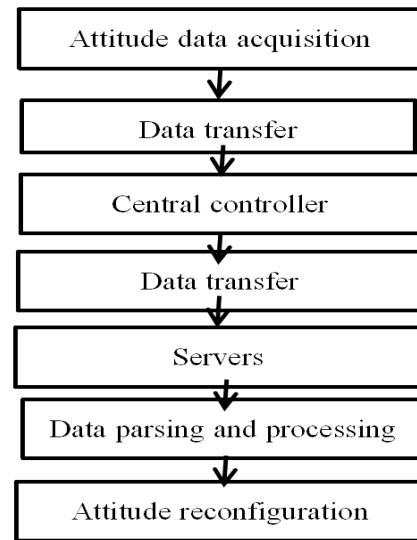 Attitude data acquisition
Data transfer
Central controller
Data transfer
Servers
Data parsing and processing
Attitude reconfiguration